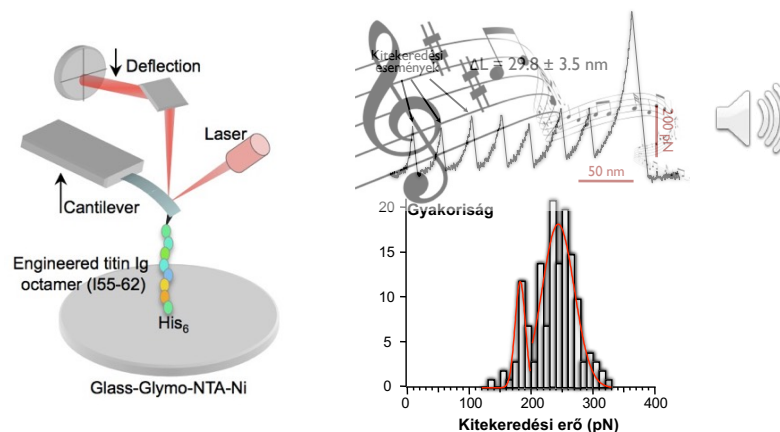 Deflection
Laser
Cantilever
Engineered titin Ig
octamer (I55-62)
His6
Glass-Glymo-NTA-Ni
Kitekeredési
események
ΔL = 29.8 ± 3.5 nm
200 pN
50 nm
Gyakoriság
20
15
10
5
0
0
100
200
300
400
Kitekeredési erő (pN)